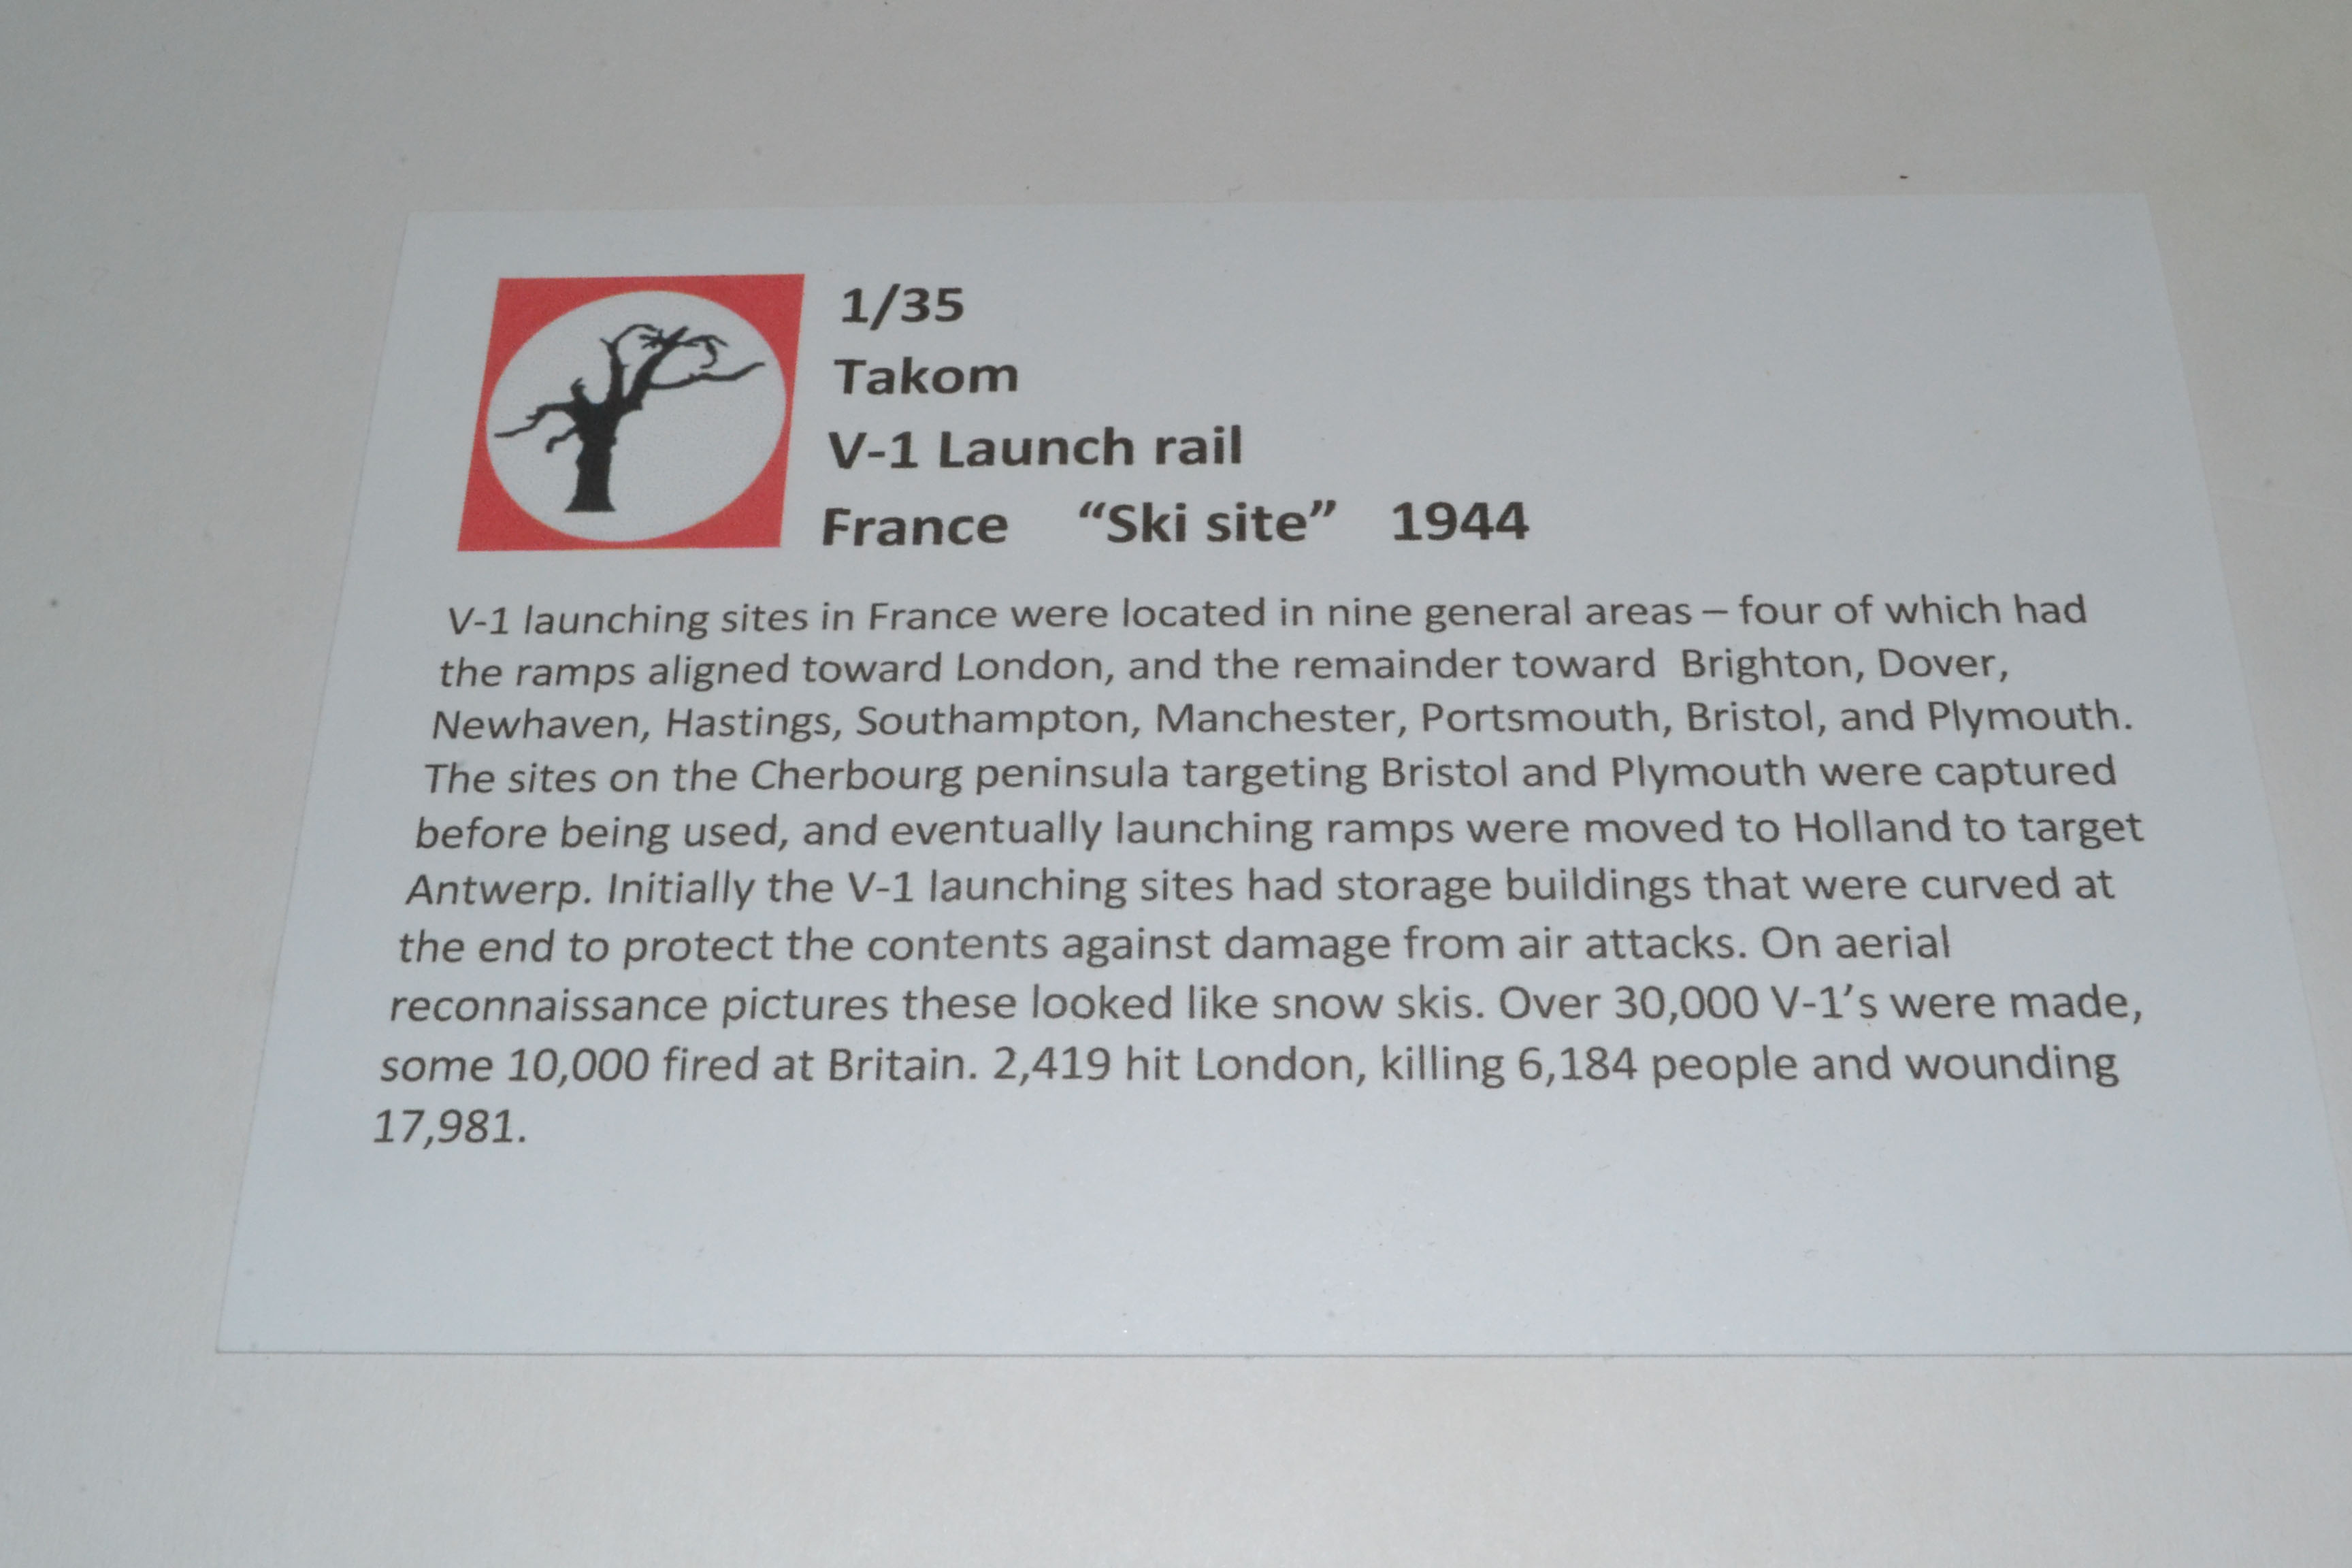 1/35
Takom
V-1 Launch rail
France “Ski site” 1944
V-1 launching sites in France were located in nine general areas – four of which had
the ramps aligned toward London, and the remainder toward Brighton, Dover,
Newhaven, Hastings, Southampton, Manchester, Portsmouth, Bristol, and Plymouth.
The sites on the Cherbourg peninsula targeting Bristol and Plymouth were captured
before being used, and eventually launching ramps were moved to Holland to target
Antwerp. Initially the V-1 launching sites had storage buildings that were curved at
the end to protect the contents against damage from air attacks. On aerial
reconnaissance pictures these looked like snow skis. Over 30,000 V-1’s were made,
some 10,000 fired at Britain. 2,419 hit London, killing 6,184 people and wounding
17,981.